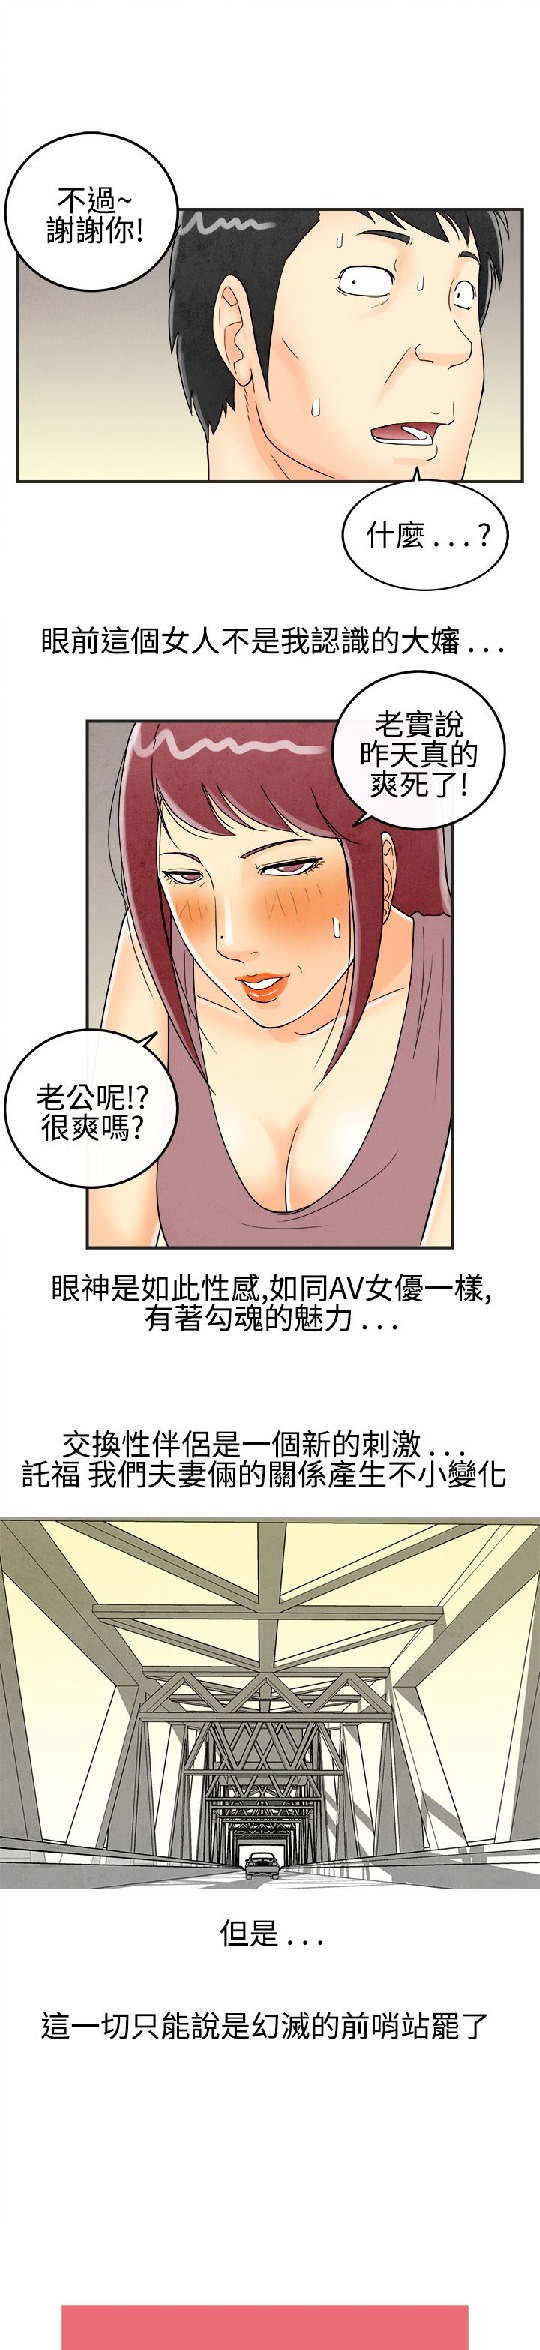 不過~
謝謝你!
什麼...?
眼前這個女人不是我認識的大嬸...
老實說
昨天真的
爽死了!
老公呢!?
很爽嗎?
眼神是如此性感,如同AV女優一樣,
有著勾魂的魅力...
交換性伴侶是一個新的刺激...
託福 我們夫妻倆的關係產生不小變化
但是...
這一切只能說是幻滅的前哨站罷了